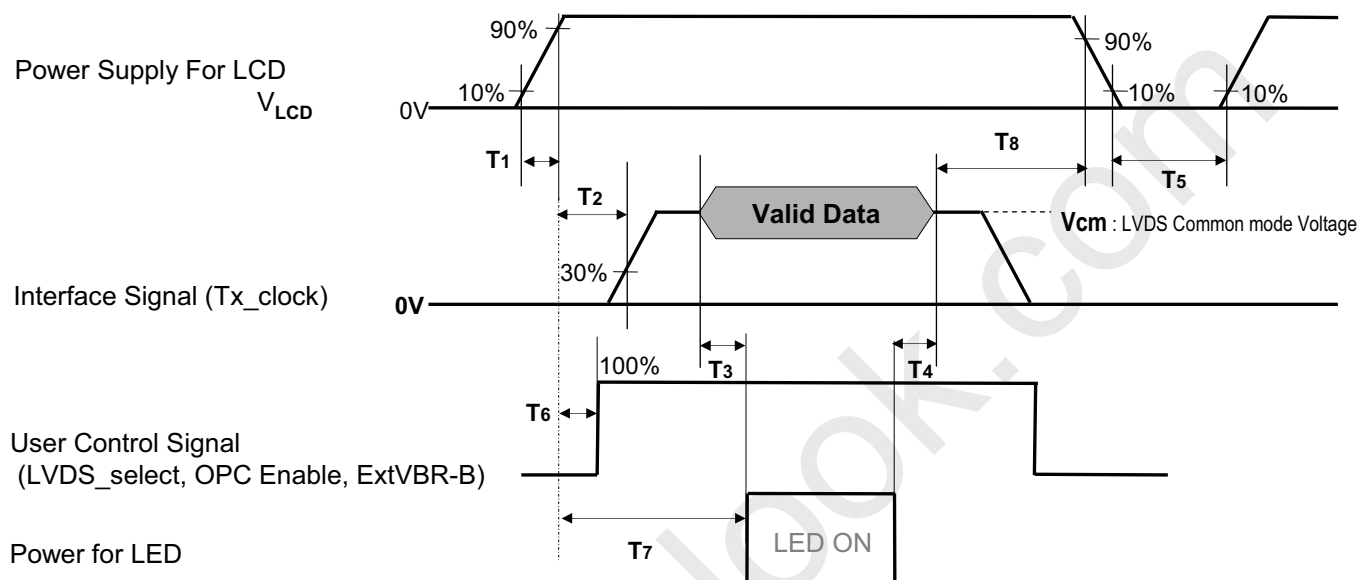 90%
90%
Power Supply For LCD
VLCD
10%
10%
10%
0V
T1
T8
T5
T2
Valid Data
Vcm : LVDS Common mode Voltage
30%
Interface Signal (Tx_clock)
0V
100%
T3
T4
T6
User Control Signal
(LVDS_select, OPC Enable, ExtVBR-B)
T7
LED ON
Power for LED
look.com